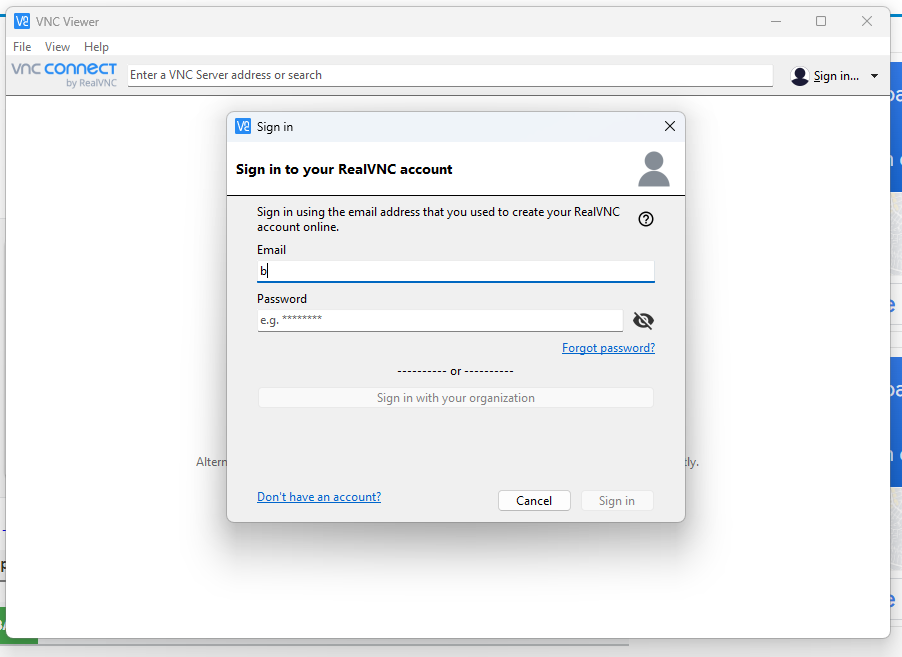 VNC Viewer
File View Help
vnc connect
by RealVNC
Enter a VNC Server address or search
Sign in...
Sign in
Sign in to your RealVNC account
Sign in using the email address that you used to create your RealVNC
account online.
Email
b
Password
e.g. ********
Forgot password?
---------- or ----------
Sign in with your organization
Altern
tly.
Don't have an account?
Cancel
Sign in